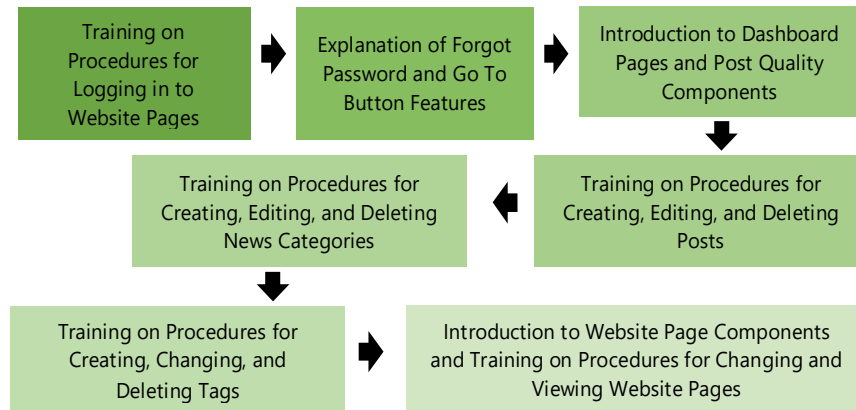 Training on
Procedures for
Logging in to
Website Pages
Explanation of Forgot
Password and Go To
Button Features
Introduction to Dashboard
Pages and Post Quality
Components
Training on Procedures for
Creating, Editing, and Deleting
Posts
Training on Procedures for
Creating, Editing, and Deleting
News Categories
Training on Procedures for
Creating, Changing, and
Deleting Tags
Introduction to Website Page Components
and Training on Procedures for Changing and
Viewing Website Pages